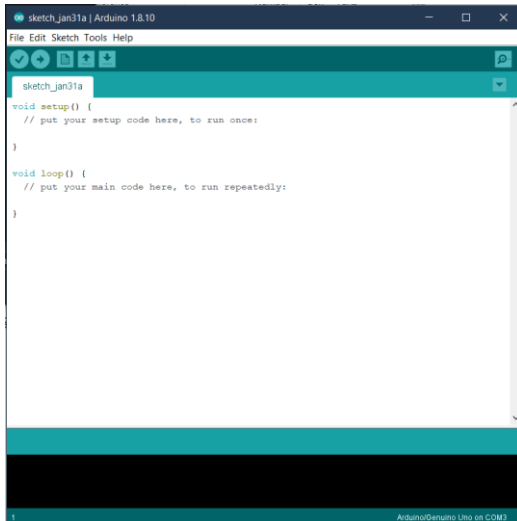 sketch_jan31a | Arduino 1.8.10
File Edit Sketch Tools Help
sketch_jan31a
void setup() {
// put your setup code here, to run once:
}
void loop() {
// put your main code here, to run repeatedly:
}
1
Arduino/Genuino Uno on COM3